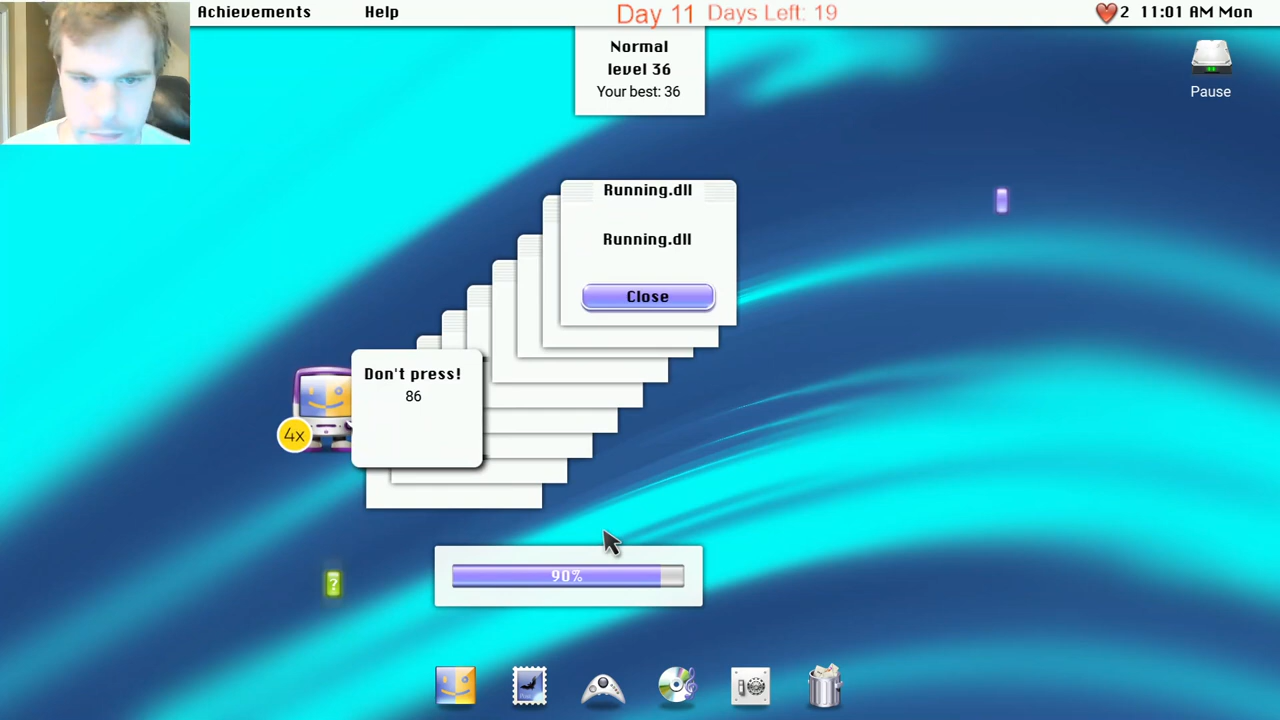 Achievements
Help
Day 11 Days Left: 19
2
11:01 AM Mon
Normal
level 36
Your best: 36
Pause
Running.dll
Running.dll
Close
Don't press!
86
4x
?
90%